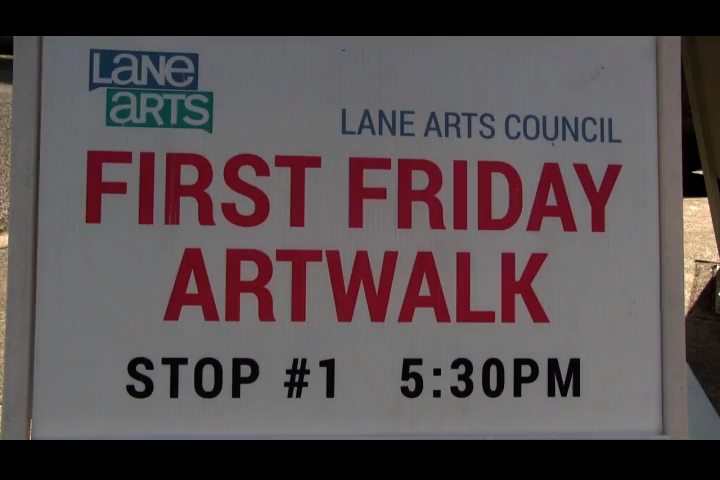 LaNe
aRTS
LANE ARTS COUNCIL
FIRST FRIDAY
ARTWALK
STOP #1 5:30PM